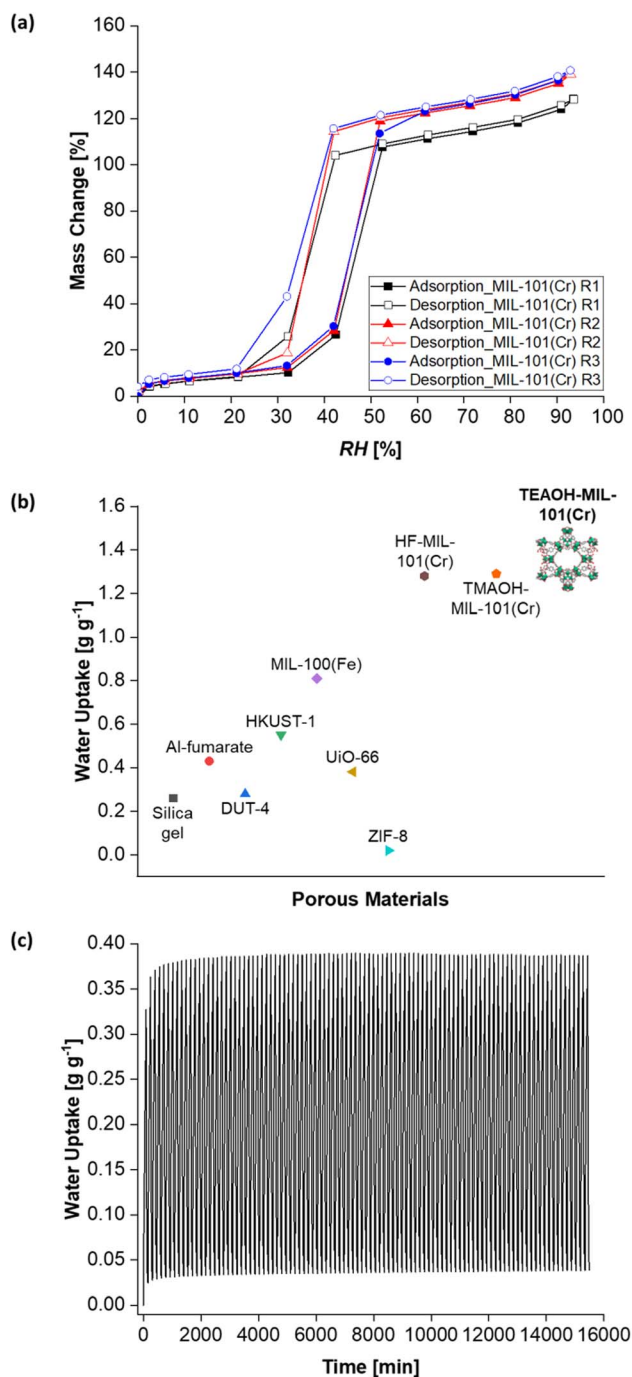 (a)
160
140
120
100
80
60
40
20
0
Mass Change [%]
Adsorption_MIL-101(Cr) R1
Desorption_MIL-101(Cr) R1
Adsorption_MIL-101(Cr) R2
Desorption_MIL-101(Cr) R2
Adsorption_MIL-101(Cr) R3
Desorption_MIL-101(Cr) R3
0 10 20 30 40 50 60 70 80 90 100
RH [%]
(b)
1.6
1.4
1.2
1.0
0.8
0.6
0.4
0.2
0.0
Water Uptake [g g-1]
TEAOH-MIL-
101(Cr)
HF-MIL-
101(Cr)
TMAOH-
MIL-101(Cr)
MIL-100(Fe)
HKUST-1
Al-fumarate
UiO-66
Silica
gel
DUT-4
ZIF-8
Porous Materials
(c)
0.40
0.35
0.30
0.25
0.20
0.15
0.10
0.05
0.00
Water Uptake [g g-1]
0 2000 4000 6000 8000 10000 12000 14000 16000
Time [min]